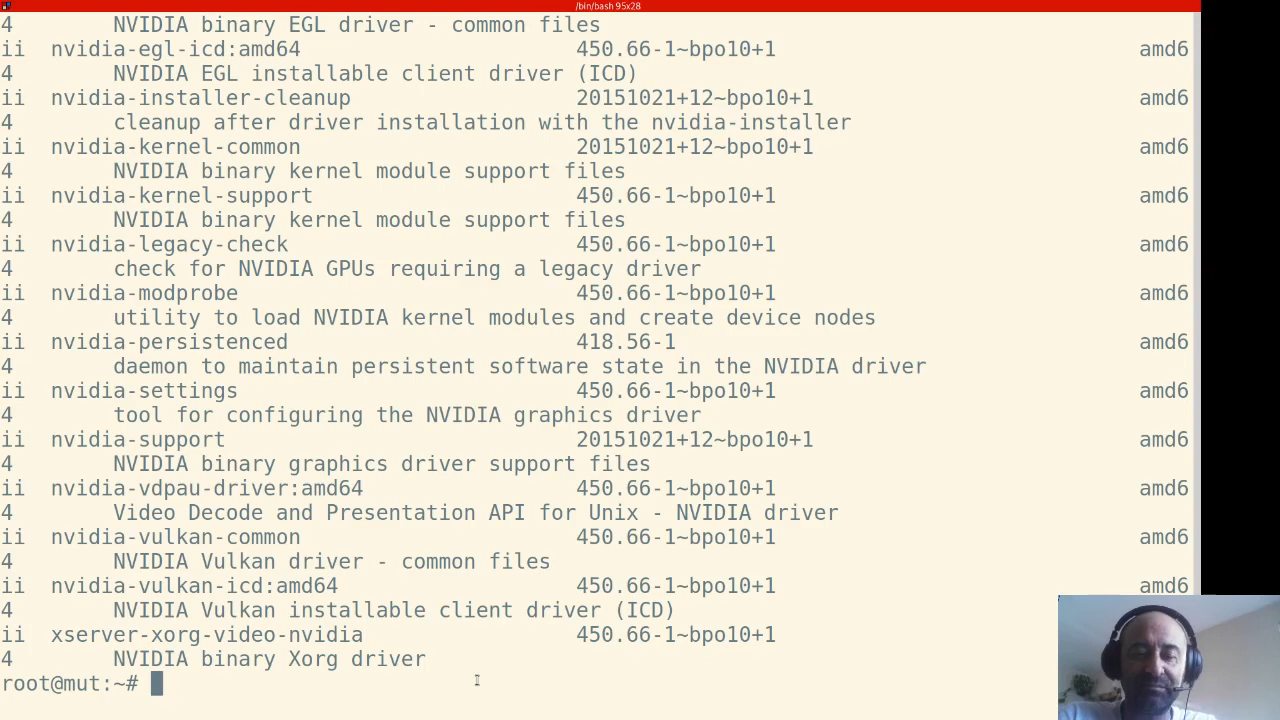 /bin/bash 95x28
4 NVIDIA binary EGL driver - common files
ii nvidia-egl-icd:amd64 450.66-1~bpo10+1 amd6
4 NVIDIA EGL installable client driver (ICD)
ii nvidia-installer-cleanup 20151021+12~bpo10+1 amd6
4 cleanup after driver installation with the nvidia-installer
ii nvidia-kernel-common 20151021+12~bpo10+1 amd6
4 NVIDIA binary kernel module support files
ii nvidia-kernel-support 450.66-1~bpo10+1 amd6
4 NVIDIA binary kernel module support files
ii nvidia-legacy-check 450.66-1~bpo10+1 amd6
4 check for NVIDIA GPUs requiring a legacy driver
ii nvidia-modprobe 450.66-1~bpo10+1 amd6
4 utility to load NVIDIA kernel modules and create device nodes
ii nvidia-persistenced 418.56-1 amd6
4 daemon to maintain persistent software state in the NVIDIA driver
ii nvidia-settings 450.66-1~bpo10+1 amd6
4 tool for configuring the NVIDIA graphics driver
ii nvidia-support 20151021+12~bpo10+1 amd6
4 NVIDIA binary graphics driver support files
ii nvidia-vdpau-driver:amd64 450.66-1~bpo10+1 amd6
4 Video Decode and Presentation API for Unix - NVIDIA driver
ii nvidia-vulkan-common 450.66-1~bpo10+1 amd6
4 NVIDIA Vulkan driver - common files
ii nvidia-vulkan-icd:amd64 450.66-1~bpo10+1 amd6
4 NVIDIA Vulkan installable client driver (ICD)
ii xserver-xorg-video-nvidia 450.66-1~bpo10+1
4 NVIDIA binary Xorg driver
root@mut:~#